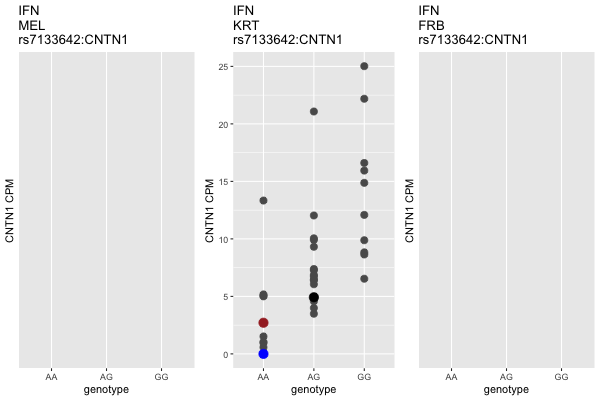 IFN
MEL
rs7133642:CNTN1
CNTN1 CPM
AA AG GG
genotype
IFN
KRT
rs7133642:CNTN1
CNTN1 CPM
25
20
15
10
5
0
AA AG GG
genotype
IFN
FRB
rs7133642:CNTN1
CNTN1 CPM
AA AG GG
genotype